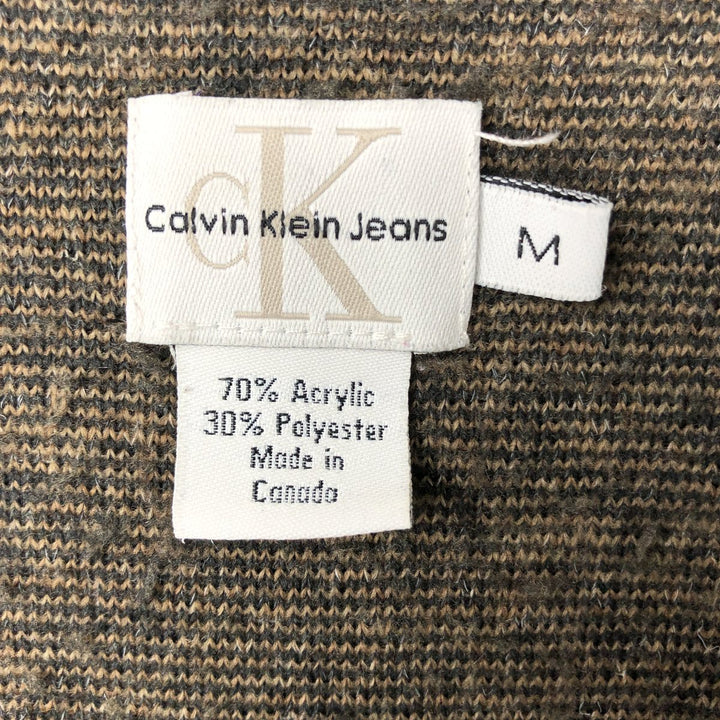 cK
Calvin Klein Jeans
M
70% Acrylic
30% Polyester
Made in
Canada